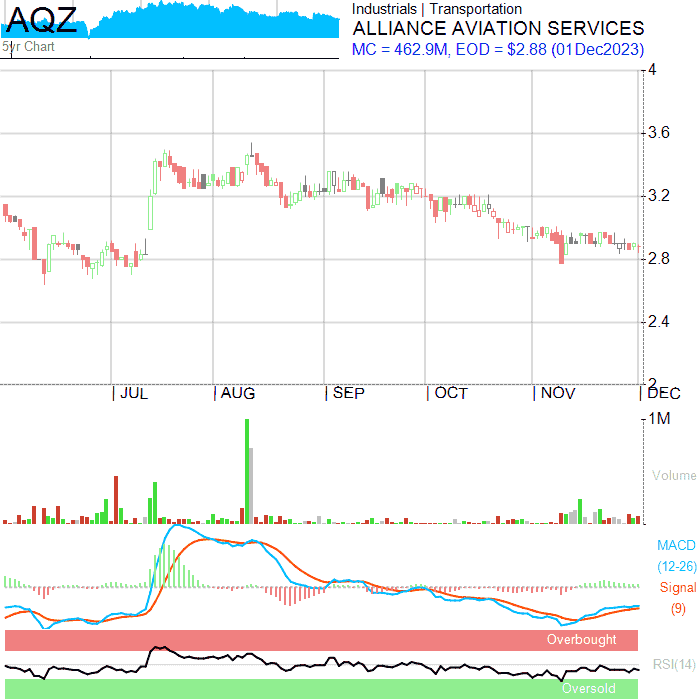 AQZ
5yr Chart
Industrials | Transportation
ALLIANCE AVIATION SERVICES
MC = 462.9M, EOD = $2.88 (01Dec2023)
4
3.6
3.2
2.8
2.4
2
JUL
AUG
SEP
OCT
NOV
DEC
1M
Volume
MACD
(12-26)
Signal
(9)
Overbought
RSI(14)
Oversold